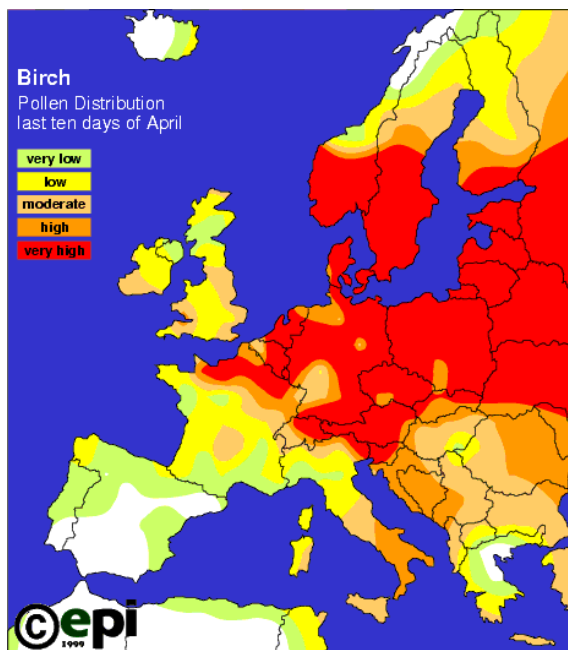 Birch
Pollen Distribution
last ten days of April
very low
low
moderate
high
very high
©epi
1999